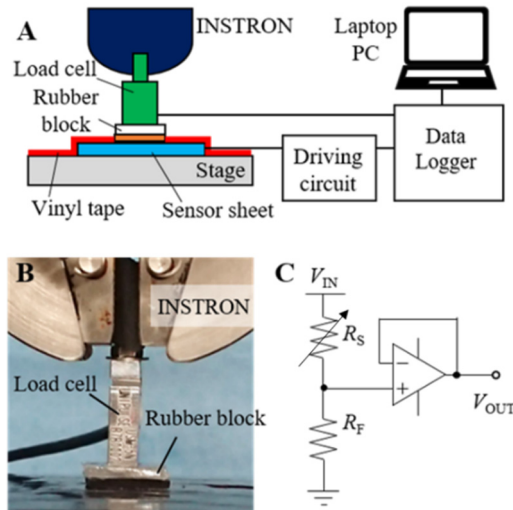 A
INSTRON
Load cell
Rubber
block
Vinyl tape
Sensor sheet
Stage
Driving
circuit
Data
Logger
Laptop
PC
B
INSTRON
Load cell
Rubber block
C
VIN
RS
RF
−
+
VOUT